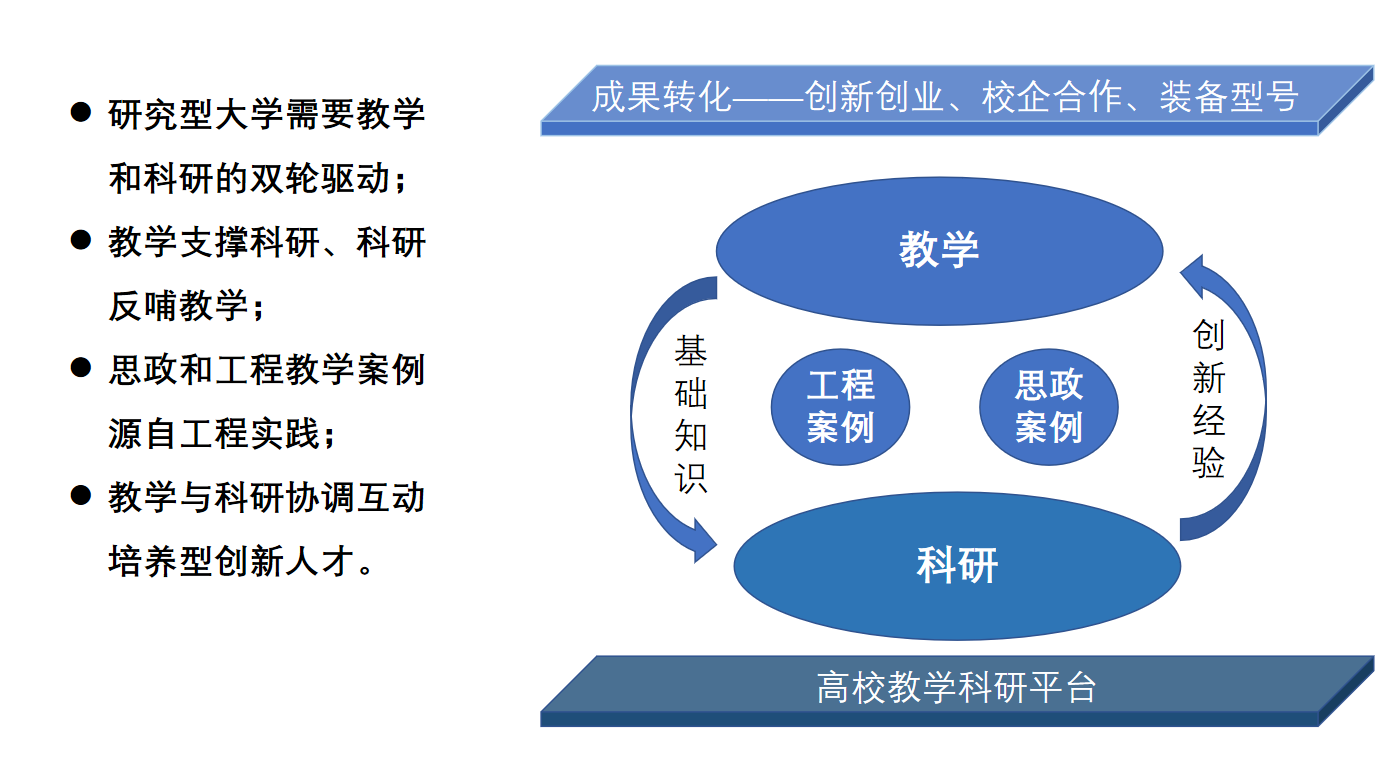 研究型大学需要教学
和科研的双轮驱动；
教学支撑科研、科研
反哺教学；
思政和工程教学案例
源自工程实践；
教学与科研协调互动
培养型创新人才。
成果转化——创新创业、校企合作、装备型号
教学
基础知识
工程
案例
思政
案例
创新经验
科研
高校教学科研平台